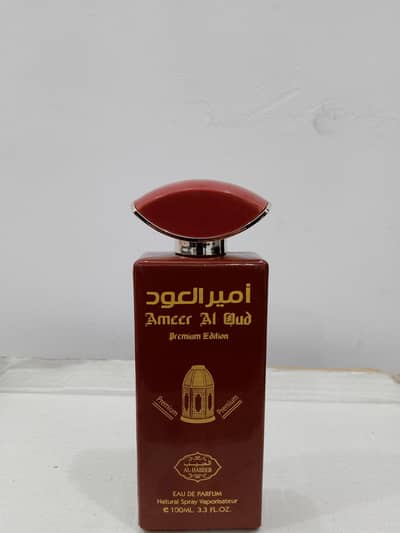 أمير العود
Ameer Al Oud
Premium Edition
Premium
Premium
AL-HABEEB
EAU DE PARFUM
Natural Spray Vaporisateur
e 100ML. 3.3 FL.OZ.